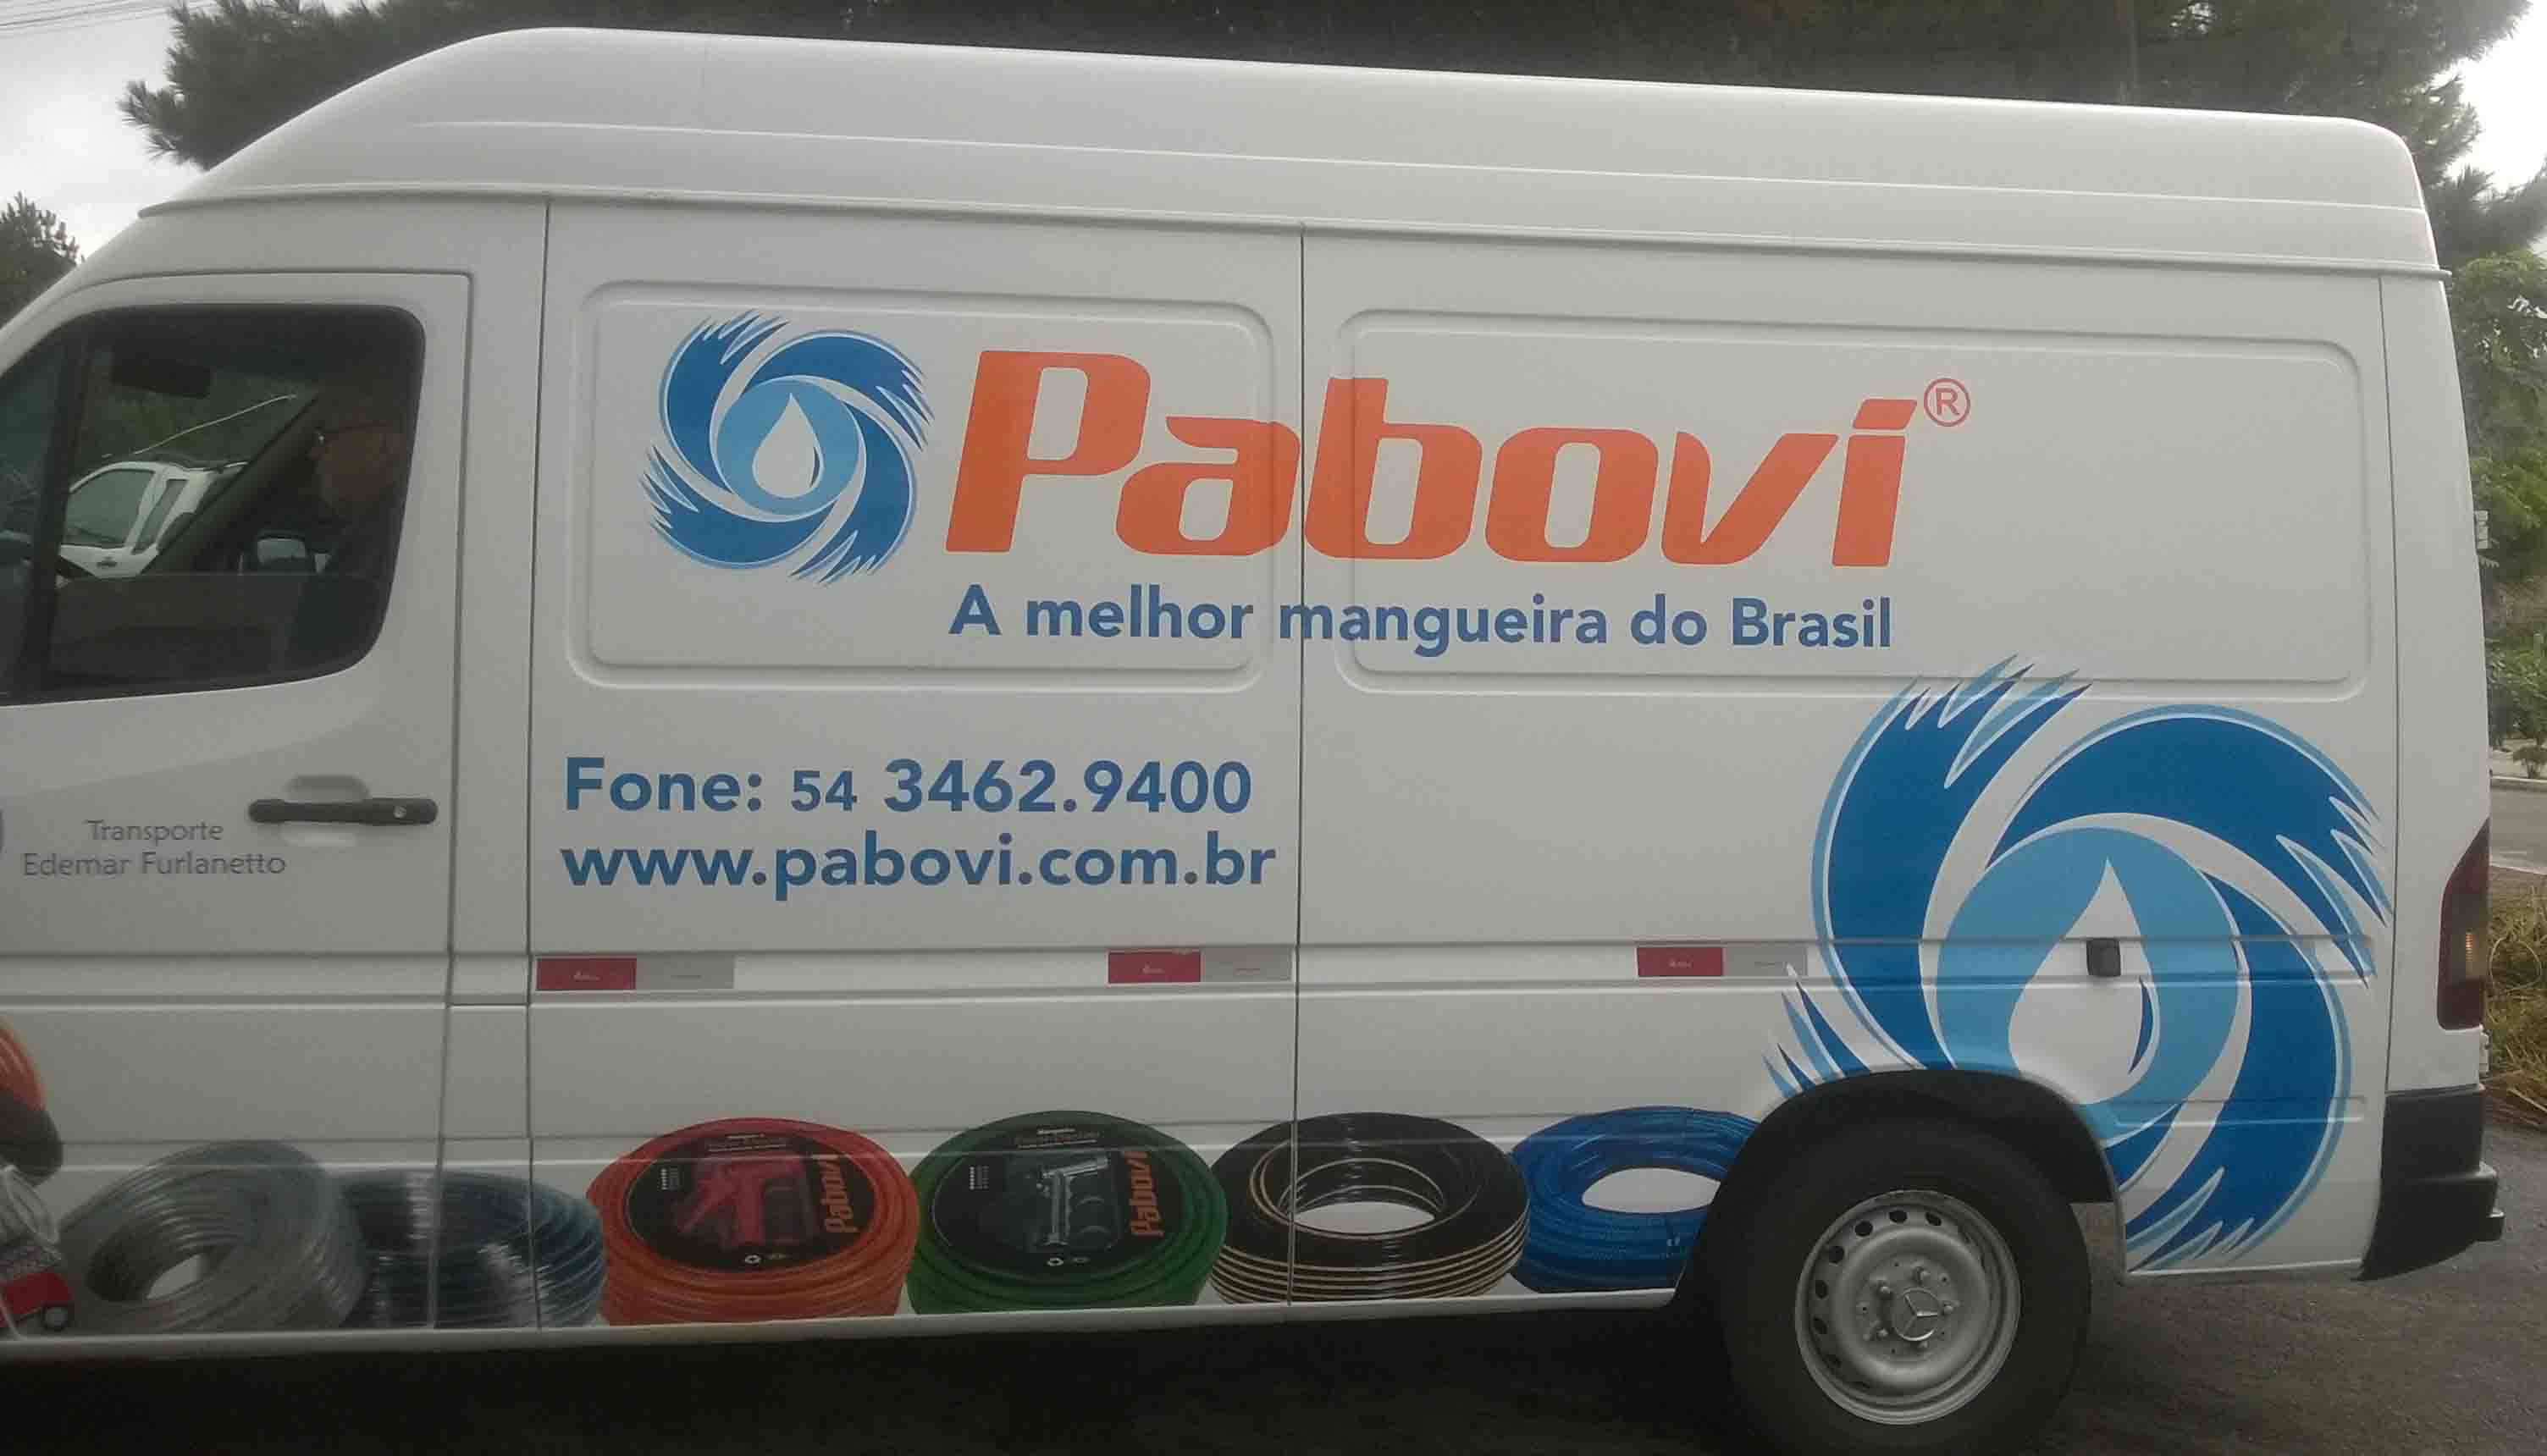 Pabovi®
A melhor mangueira do Brasil
Fone: 54 3462.9400
www.pabovi.com.br
Transporte
Edemar Furlanetto
Pabovi
Pabovi